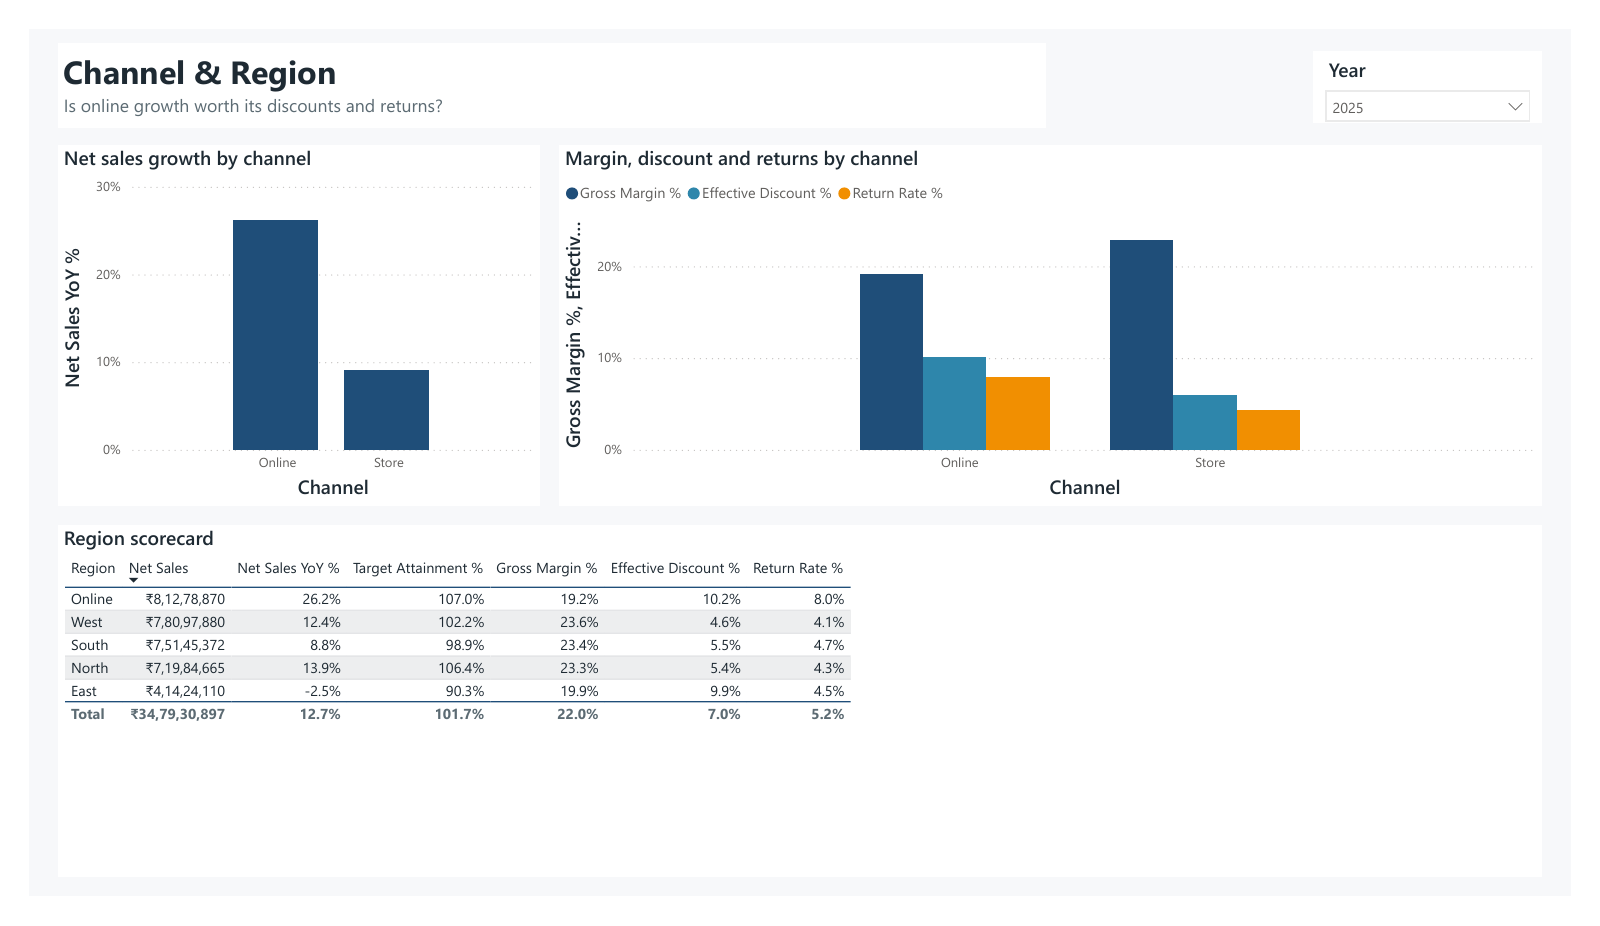 Channel & Region
Is online growth worth its discounts and returns?
Year
2025
Net sales growth by channel
30%
20%
10%
0%
Net Sales YoY %
Online
Store
Channel
Margin, discount and returns by channel
Gross Margin % Effective Discount % Return Rate %
20%
10%
0%
Gross Margin %, Effectiv...
Online
Store
Channel
Region scorecard
Region Net Sales Net Sales YoY % Target Attainment % Gross Margin % Effective Discount % Return Rate %
Online ₹8,12,78,870 26.2% 107.0% 19.2% 10.2% 8.0%
West ₹7,80,97,880 12.4% 102.2% 23.6% 4.6% 4.1%
South ₹7,51,45,372 8.8% 98.9% 23.4% 5.5% 4.7%
North ₹7,19,84,665 13.9% 106.4% 23.3% 5.4% 4.3%
East ₹4,14,24,110 -2.5% 90.3% 19.9% 9.9% 4.5%
Total ₹34,79,30,897 12.7% 101.7% 22.0% 7.0% 5.2%